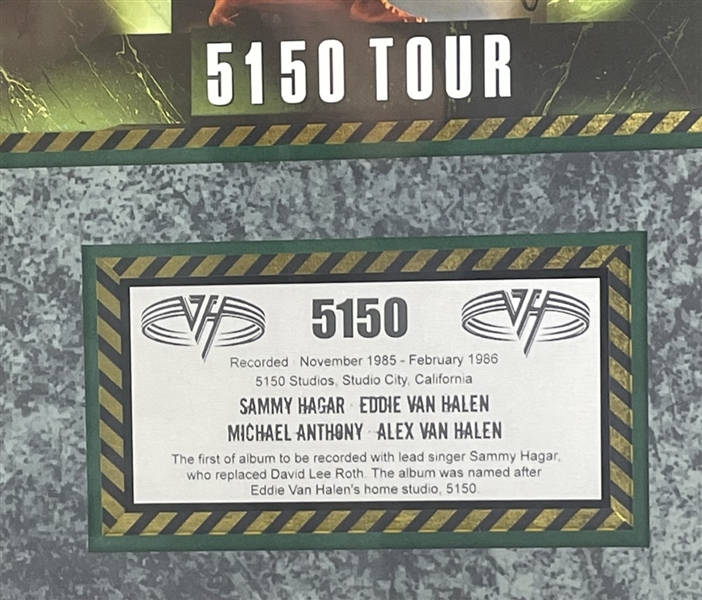 5150 TOUR
VH 5150 VH
Recorded November 1985 - February 1986
5150 Studios, Studio City, California
SAMMY HAGAR · EDDIE VAN HALEN
MICHAEL ANTHONY · ALEX VAN HALEN
The first of album to be recorded with lead singer Sammy Hagar,
who replaced David Lee Roth. The album was named after
Eddie Van Halen's home studio, 5150.